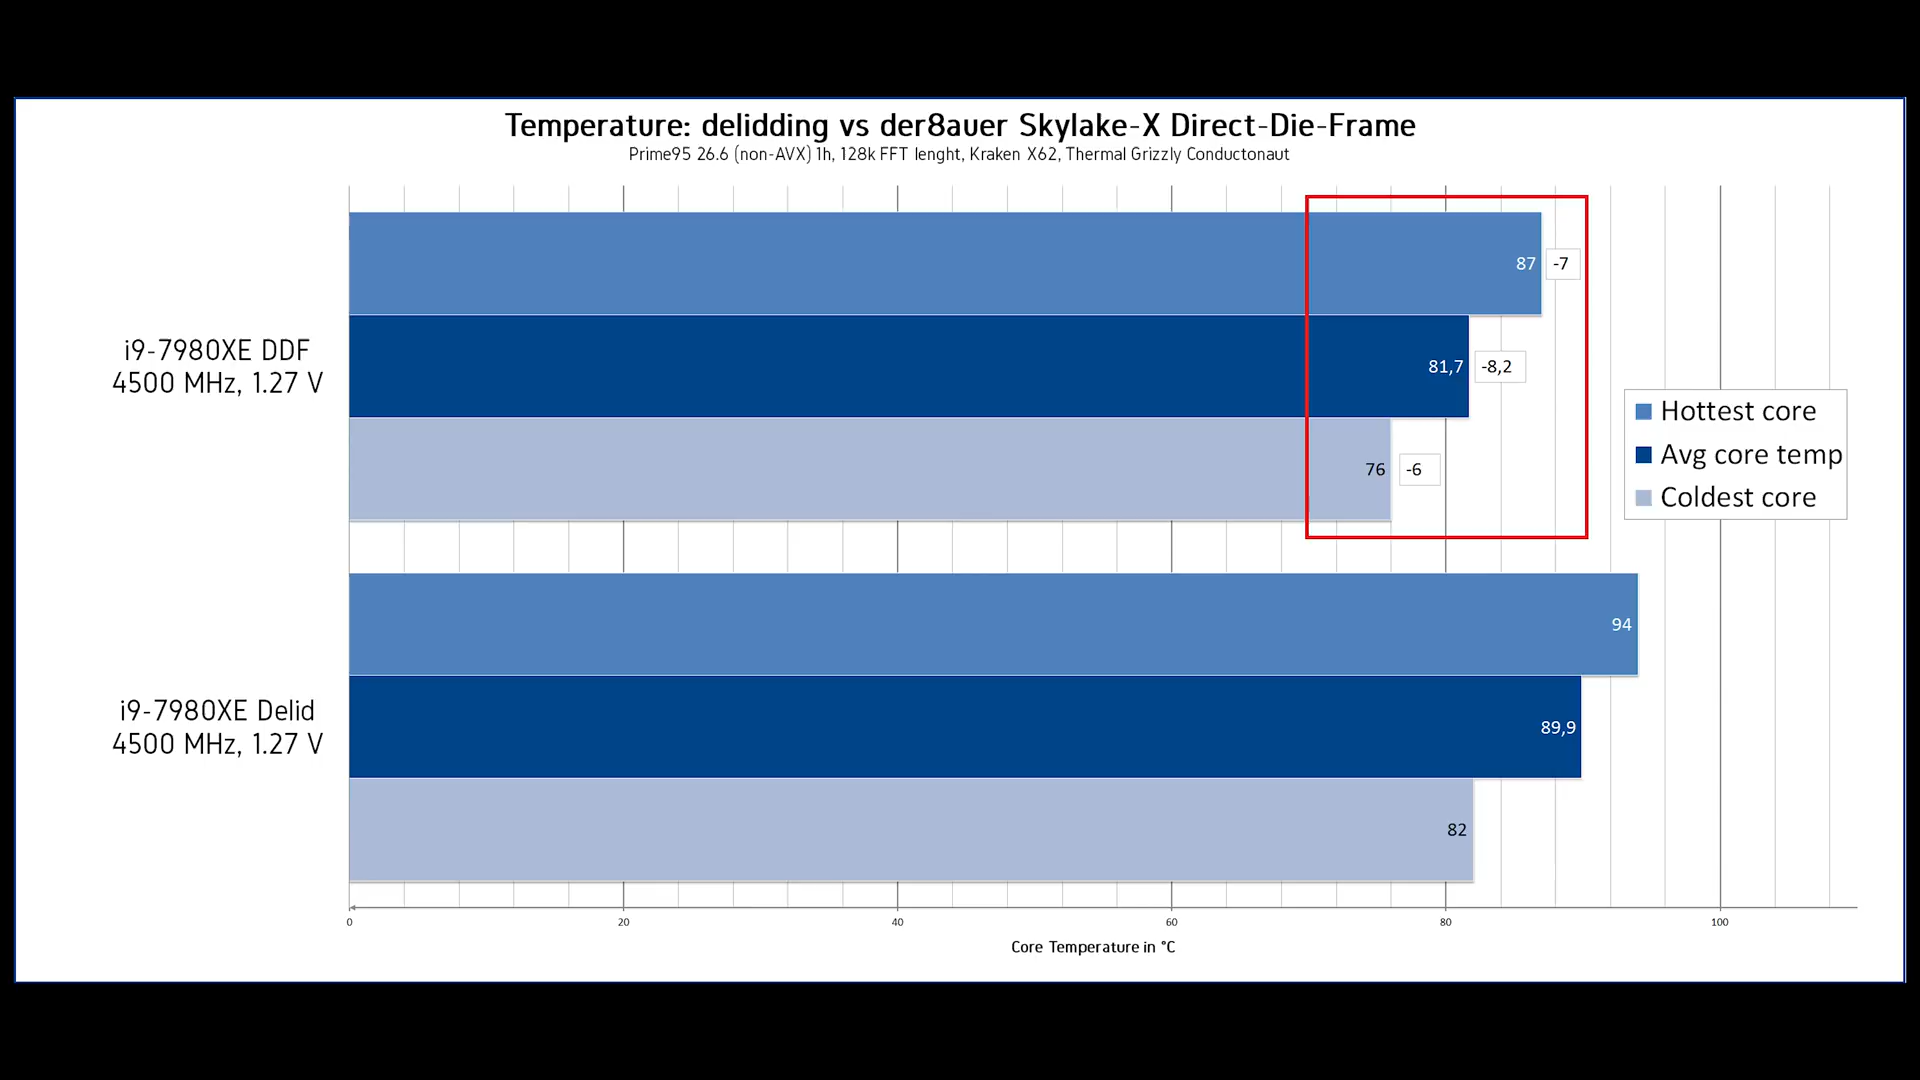 Temperature: delidding vs der8auer Skylake-X Direct-Die-Frame
Prime95 26.6 (non-AVX) 1h, 128k FFT lenght, Kraken X62, Thermal Grizzly Conductonaut
i9-7980XE DDF
4500 MHz, 1.27 V
87 -7
81,7 -8,2
76 -6
Hottest core
Avg core temp
Coldest core
i9-7980XE Delid
4500 MHz, 1.27 V
94
89,9
82
0 20 40 60 80 100
Core Temperature in °C